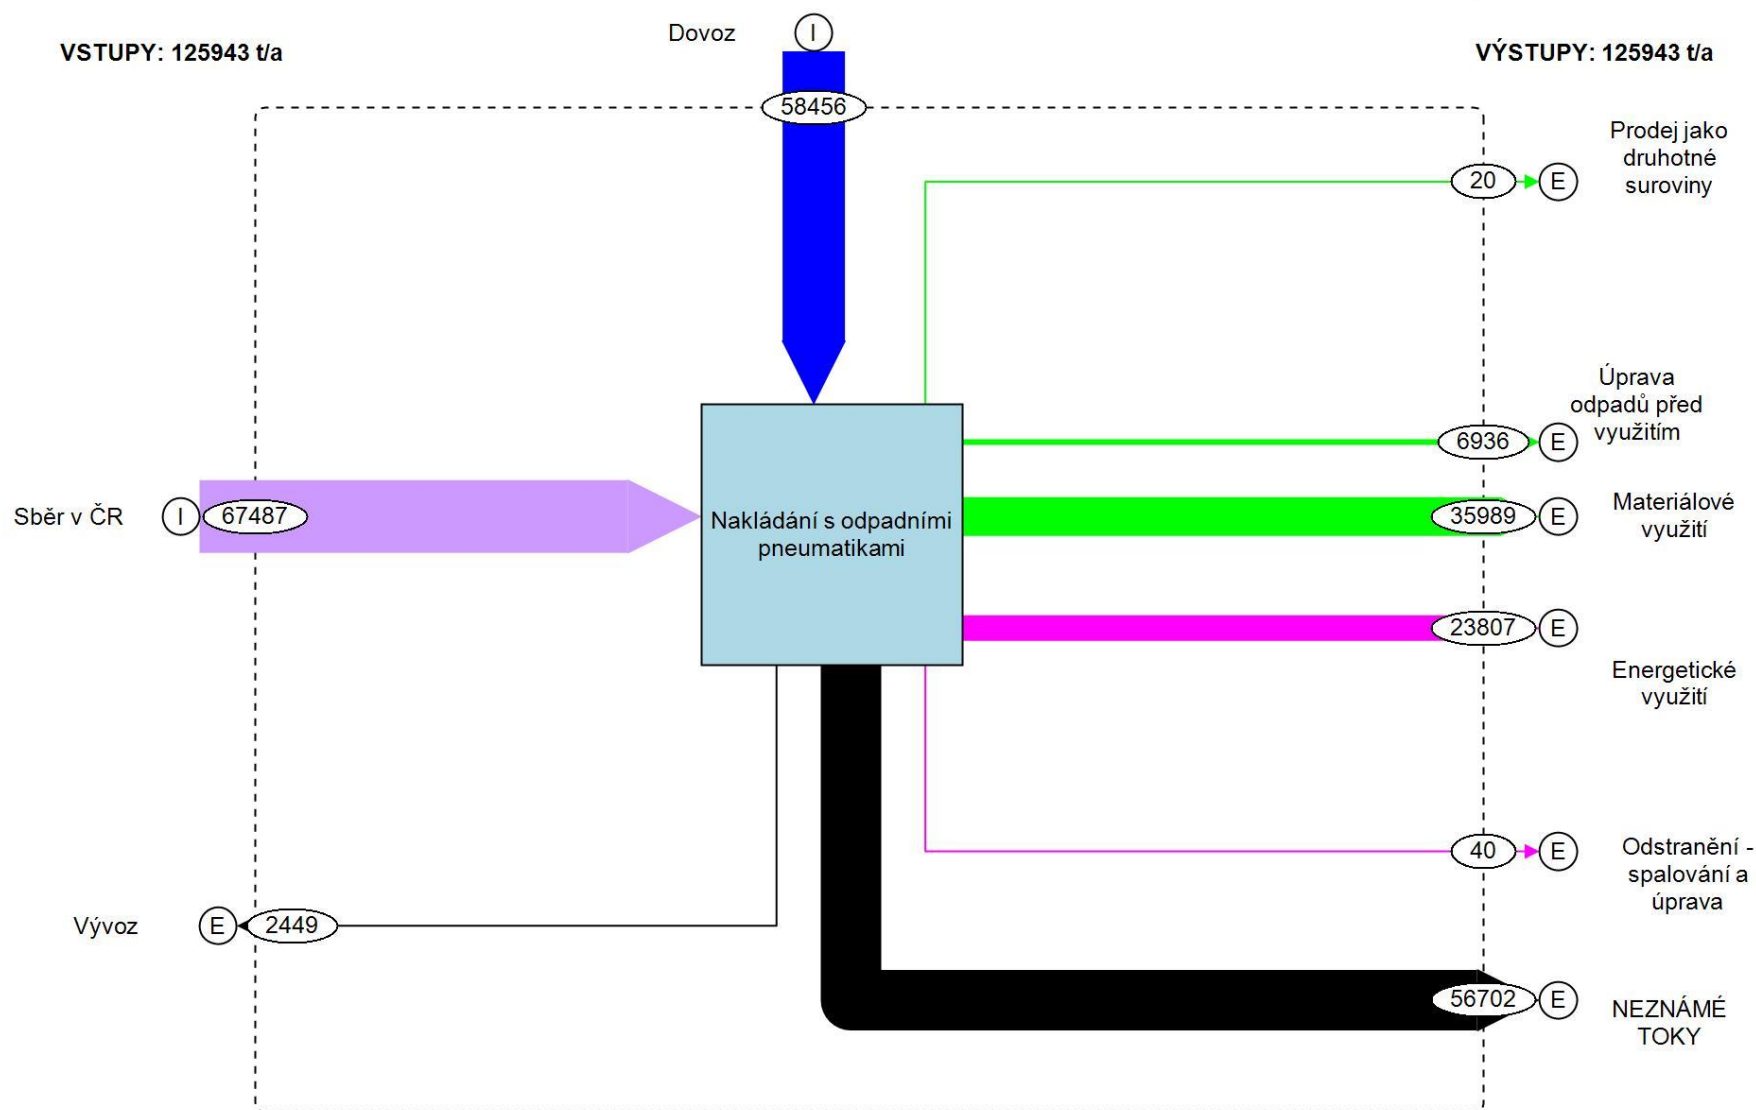 Dovoz
I
VSTUPY: 125943 t/a
VÝSTUPY: 125943 t/a
58456
Prodej jako
druhotné
suroviny
20
E
Úprava
odpadů před
využitím
6936
E
Sběr v ČR
I
67487
Nakládání s odpadními
pneumatikami
35989
E
Materiálové
využití
23807
E
Energetické
využití
40
E
Odstranění -
spalování a
úprava
Vývoz
E
2449
56702
E
NEZNÁMÉ
TOKY